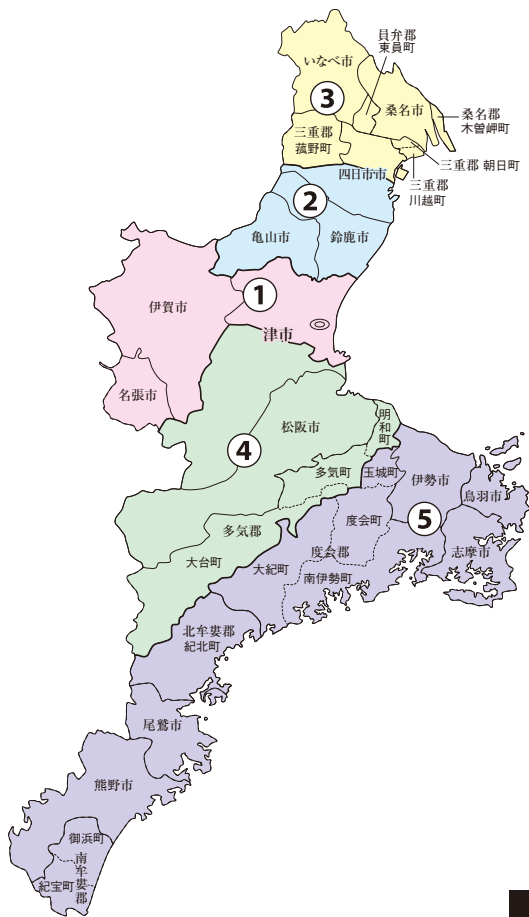 いなべ市
貝弁郡
東員町
3
桑名市
桑名郡
木曽岬町
三重郡
菰野町
三重郡 朝日町
四日市市
三重郡
川越町
2
亀山市
鈴鹿市
1
伊賀市
津市
名張市
松阪市
明和町
4
多気町
玉城町
伊勢市
鳥羽市
多気郡
度会町
5
大台町
大紀町
度会郡
南伊勢町
志摩市
北牟婁郡
紀北町
尾鷲市
熊野市
御浜町
南牟婁郡
紀宝町